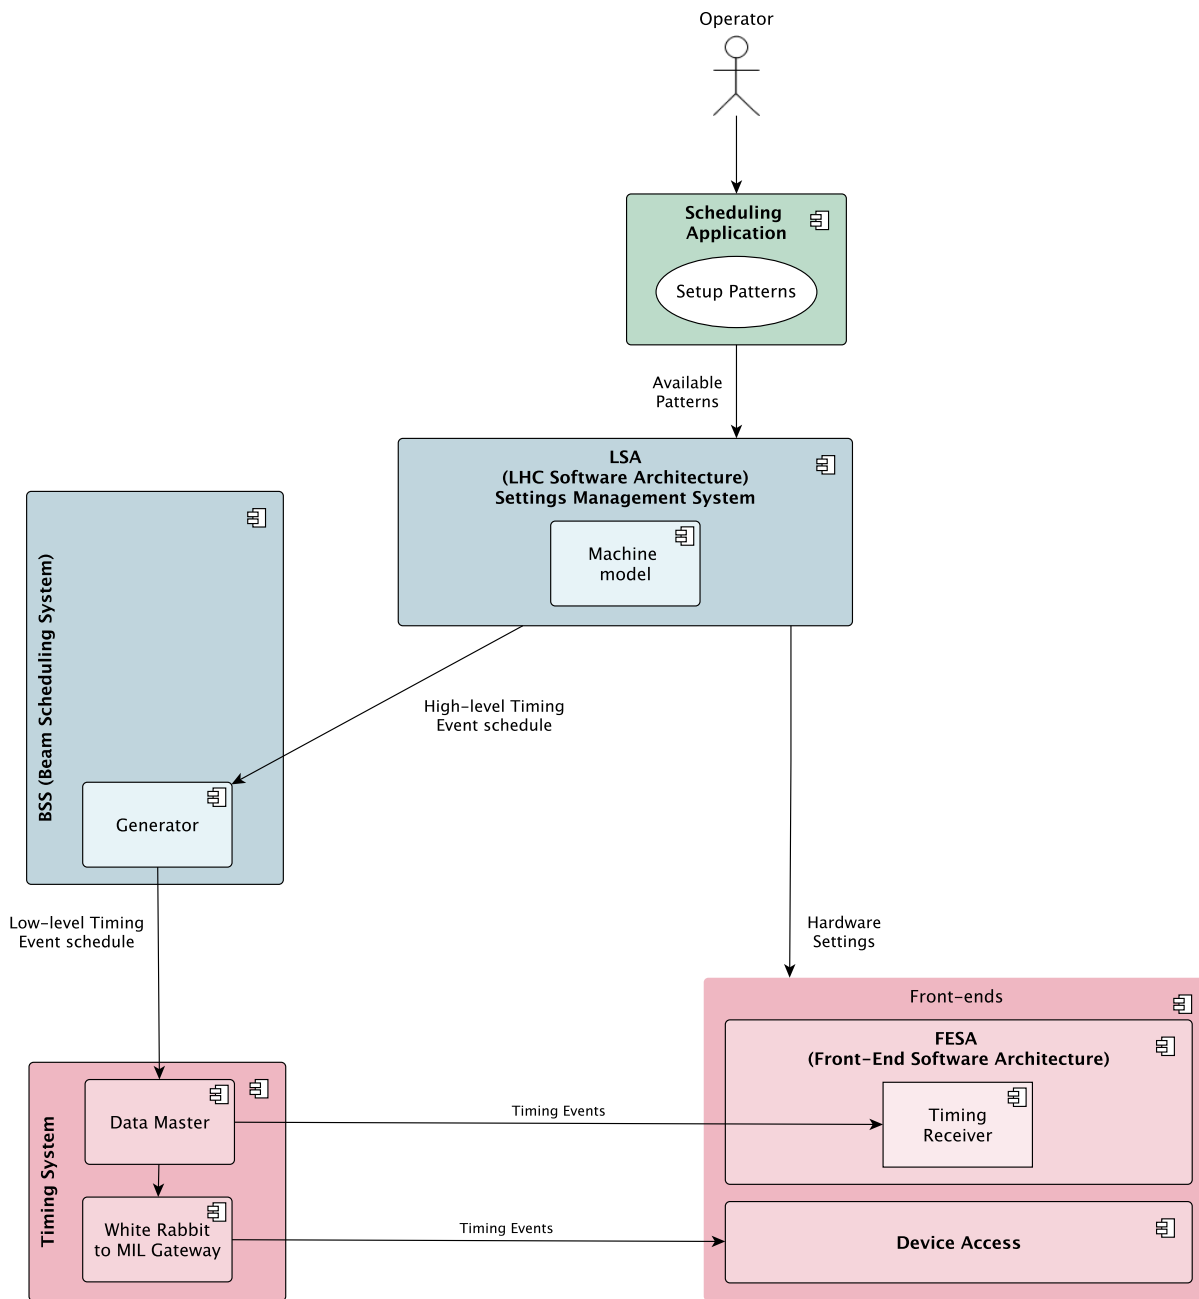 Operator
Scheduling
Application
Setup Patterns
Available
Patterns
LSA
(LHC Software Architecture)
Settings Management System
Machine
model
BSS (Beam Scheduling System)
High-level Timing
Event schedule
Generator
Low-level Timing
Event schedule
Hardware
Settings
Front-ends
FESA
(Front-End Software Architecture)
Timing
Receiver
Timing System
Data Master
Timing Events
White Rabbit
to MIL Gateway
Timing Events
Device Access